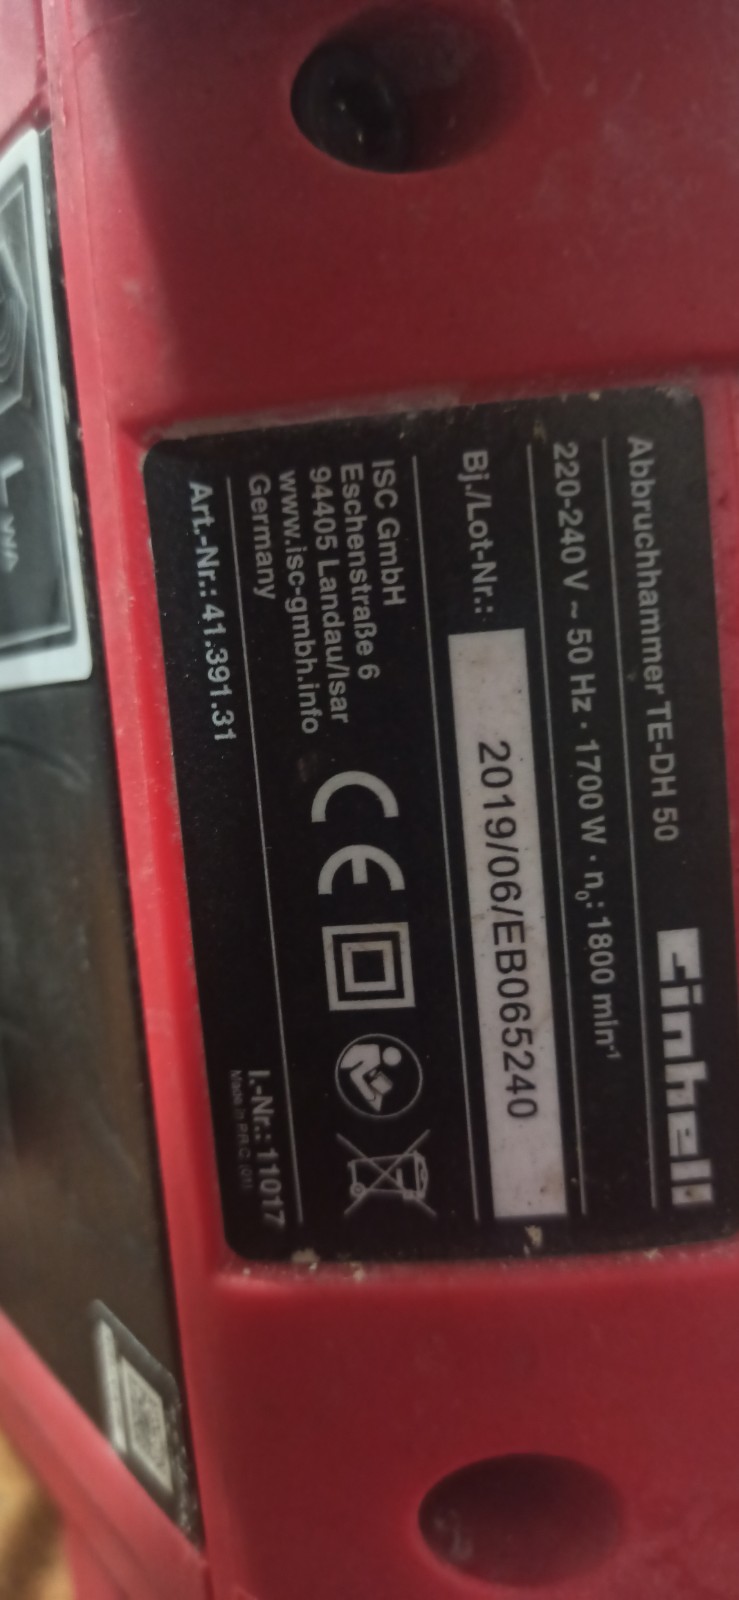 Abbruchhammer TE-DH 50
Einhell
220-240 V ~ 50 Hz · 1700 W · n₀: 1800 min⁻¹
Bj./Lot-Nr.: 2019/06/EB065240
ISC GmbH
Eschenstraße 6
94405 Landau/Isar
www.isc-gmbh.info
Germany
CE
Art.-Nr.: 41.391.31
I.-Nr.: 11017
Made in P.R.C.